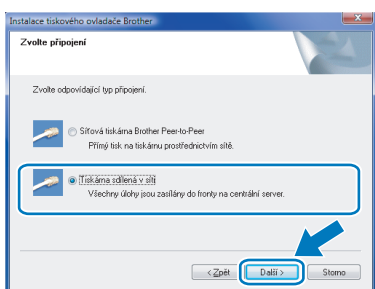 Instalace tiskového ovladače Brother
Zvolte připojení
Zvolte odpovídající typ připojení.
Síťová tiskárna Brother Peer-to-Peer
Přímý tisk na tiskárnu prostřednictvím sítě.
Tiskárna sdílená v síti
Všechny úlohy jsou zasílány do fronty na centrální server.
< Zpět Další > Storno